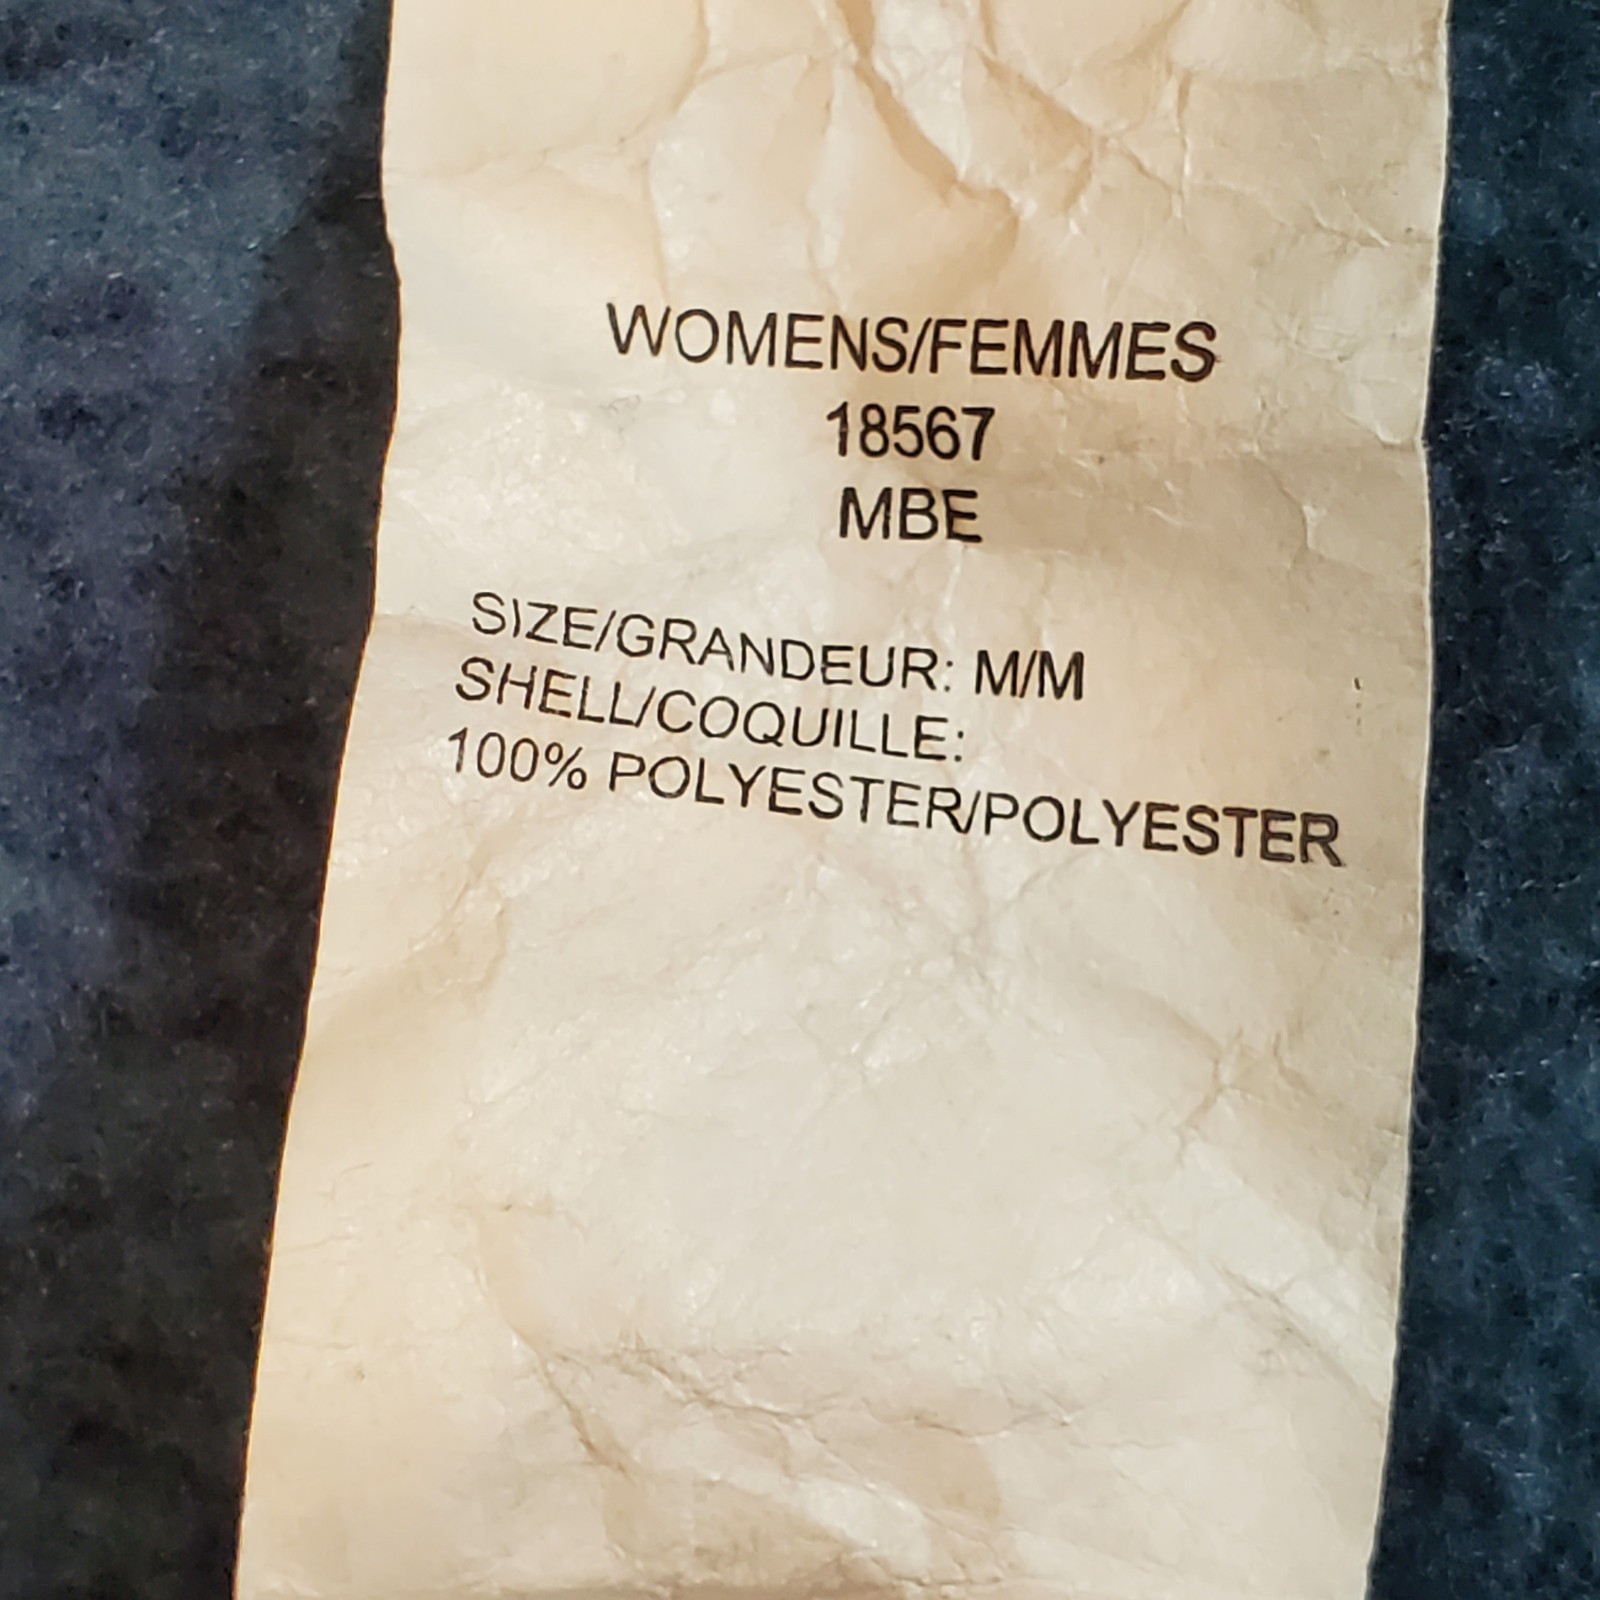 WOMENS/FEMMES
18567
MBE
SIZE/GRANDEUR: M/M
SHELL/COQUILLE:
100% POLYESTER/POLYESTER